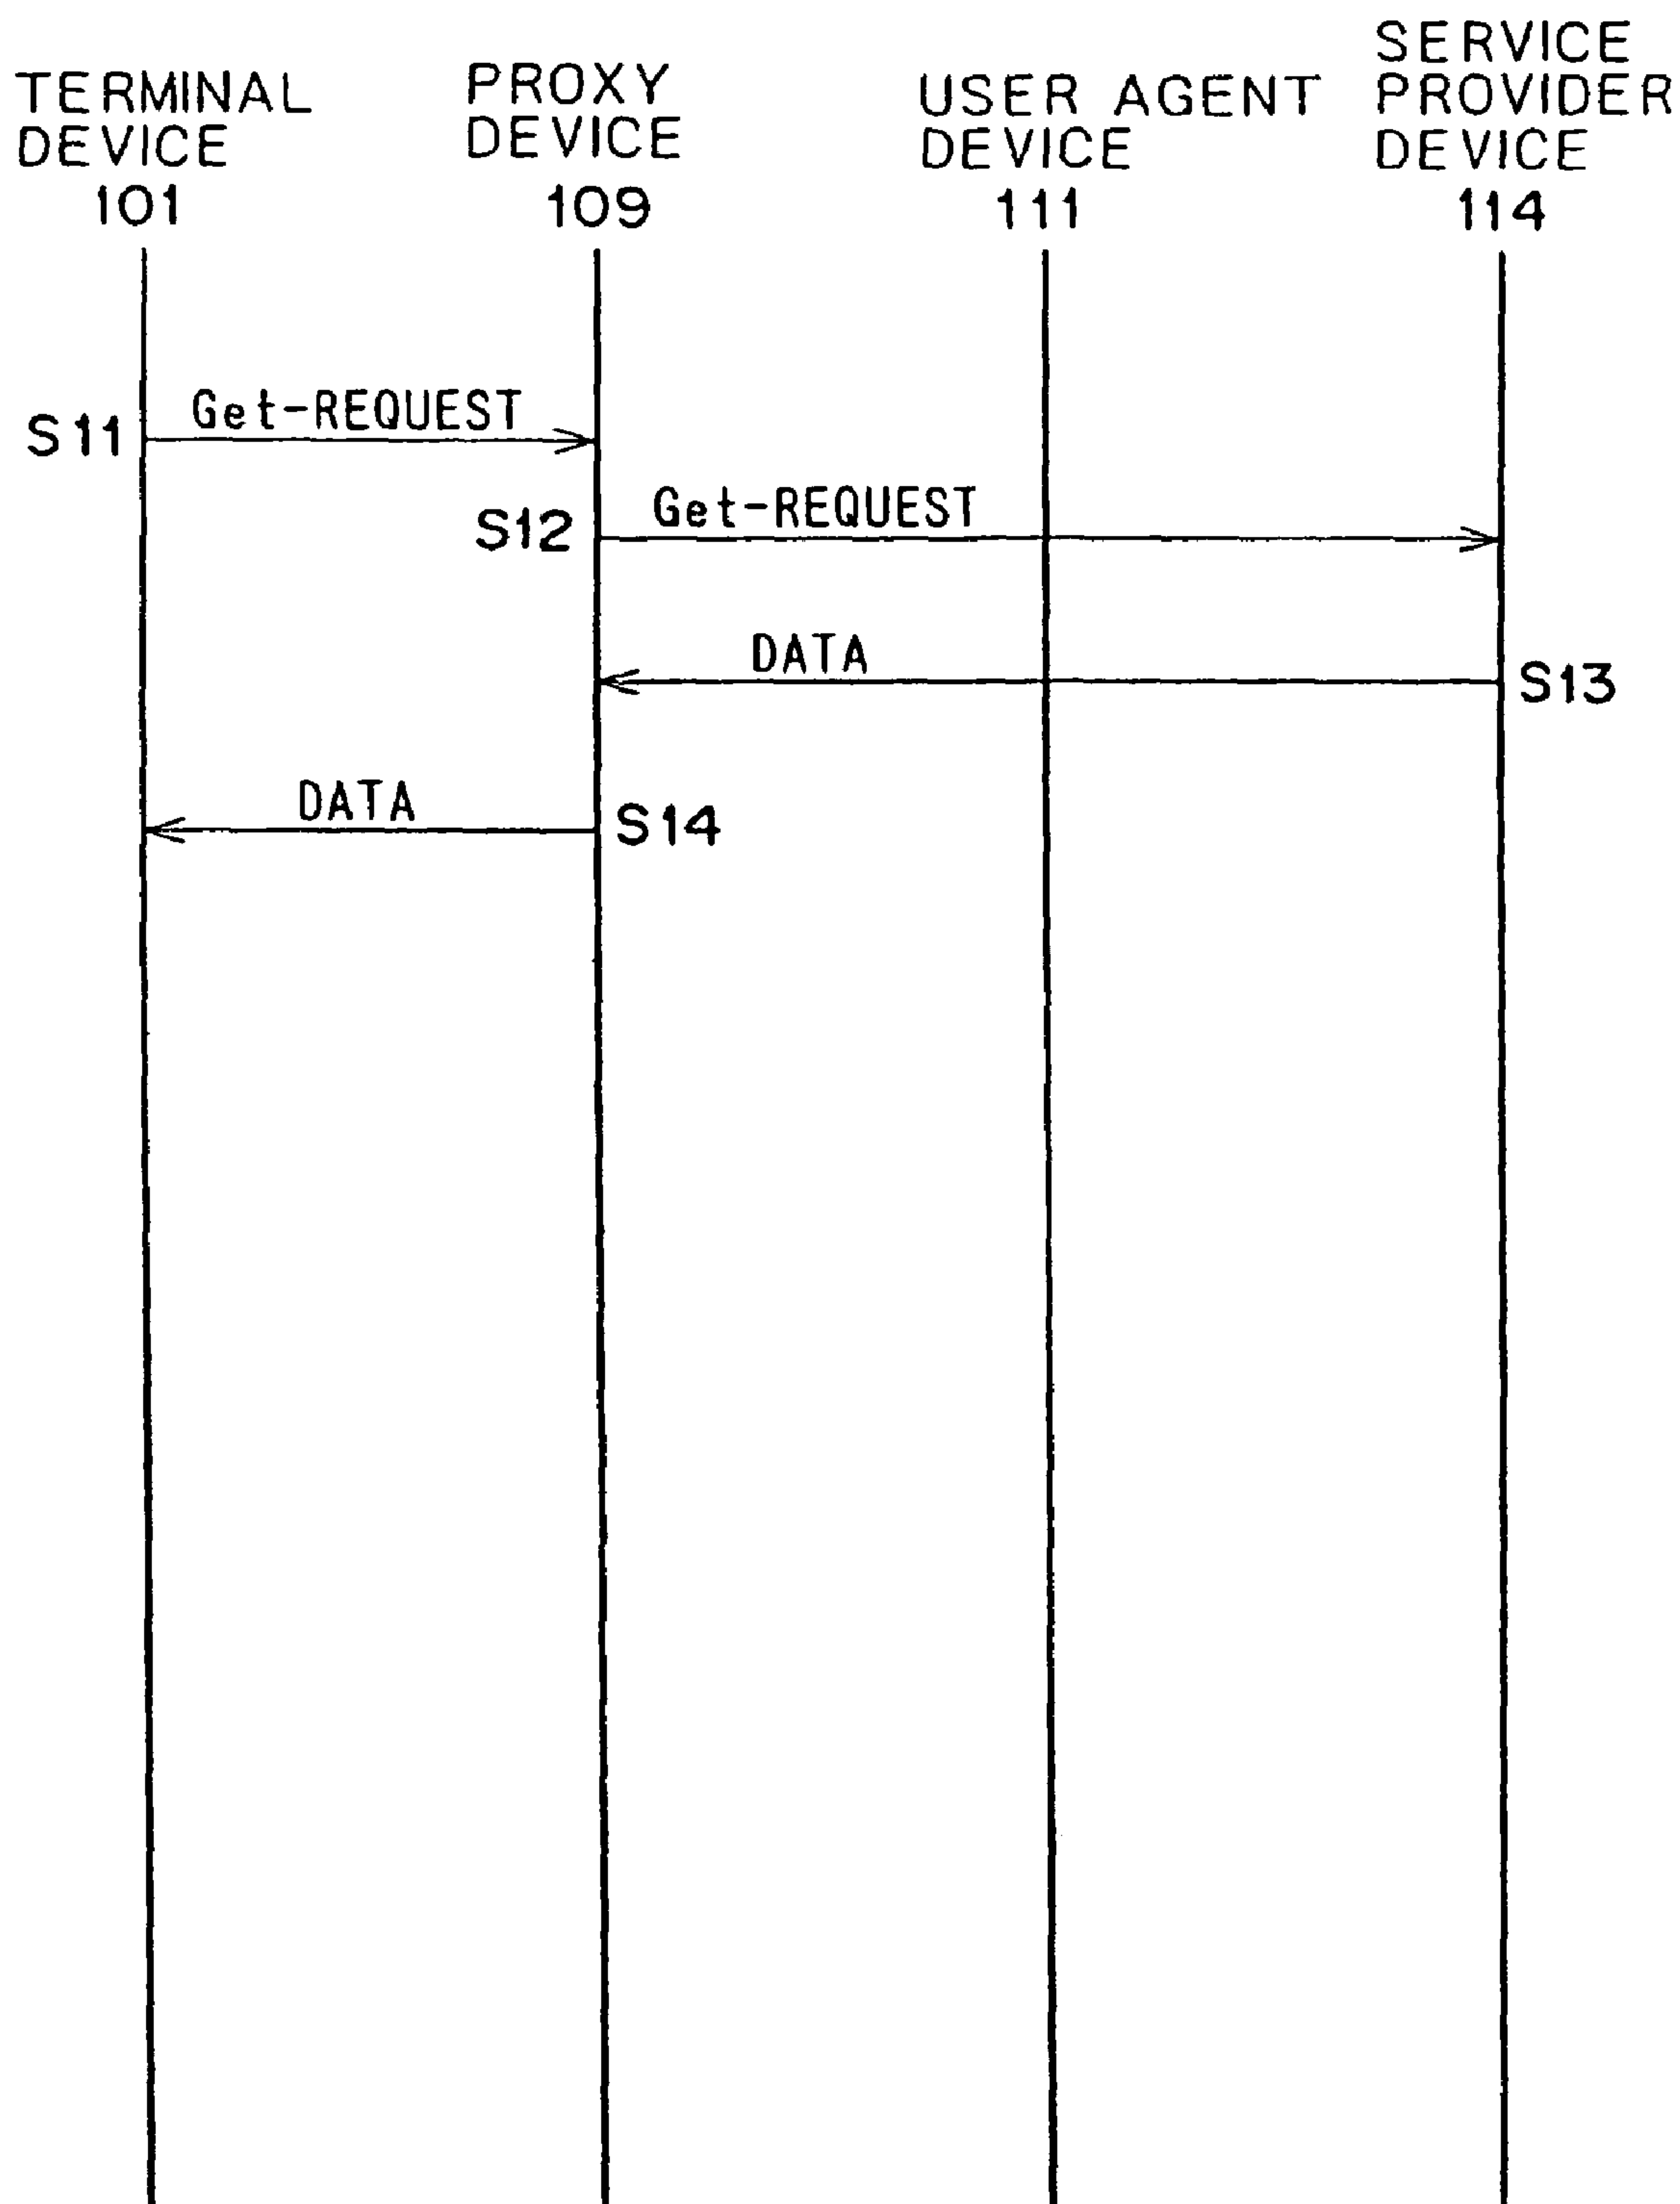 TERMINAL
DEVICE
101
PROXY
DEVICE
109
USER AGENT
DEVICE
111
SERVICE
PROVIDER
DEVICE
114
S11
Get-REQUEST
S12
Get-REQUEST
DATA
S13
DATA
S14